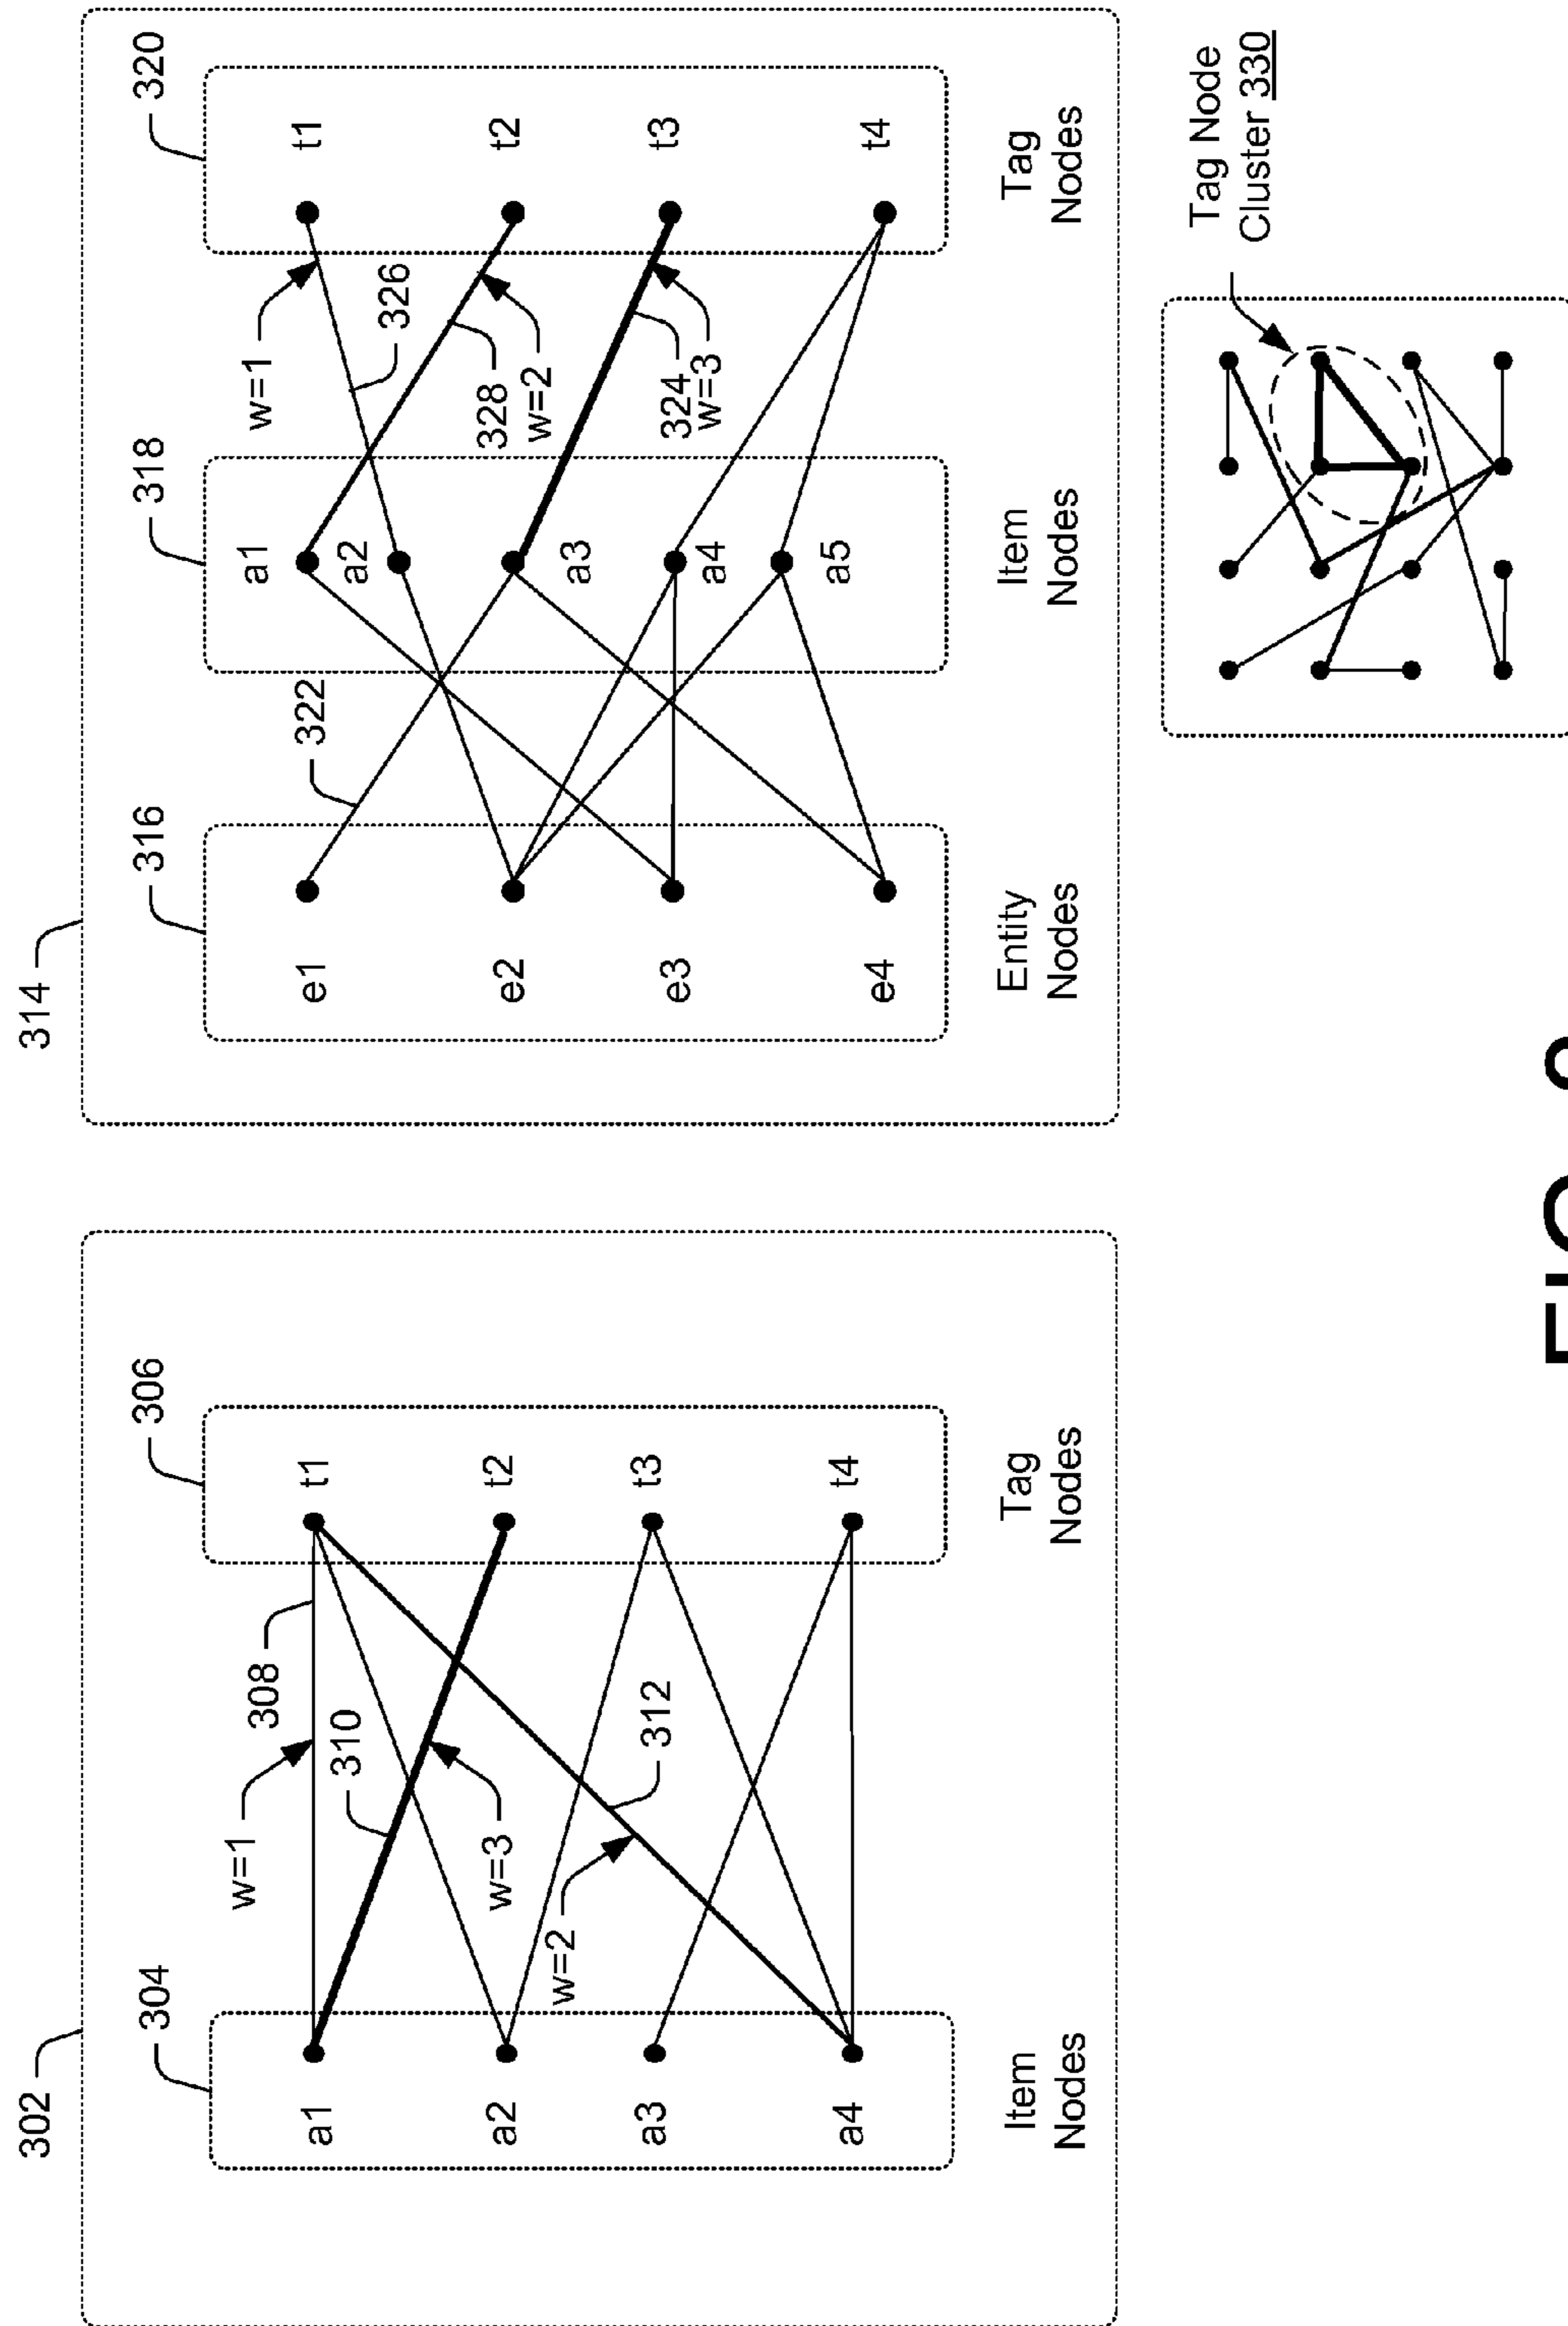 302
304
306
a1
a2
a3
a4
t1
t2
t3
t4
w=1
308
310
w=3
w=2
312
Item
Nodes
Tag
Nodes
314
316
318
320
e1
e2
e3
e4
322
a1
a2
a3
a4
a5
w=1
326
328
w=2
324
w=3
t1
t2
t3
t4
Entity
Nodes
Item
Nodes
Tag
Nodes
Tag Node
Cluster 330